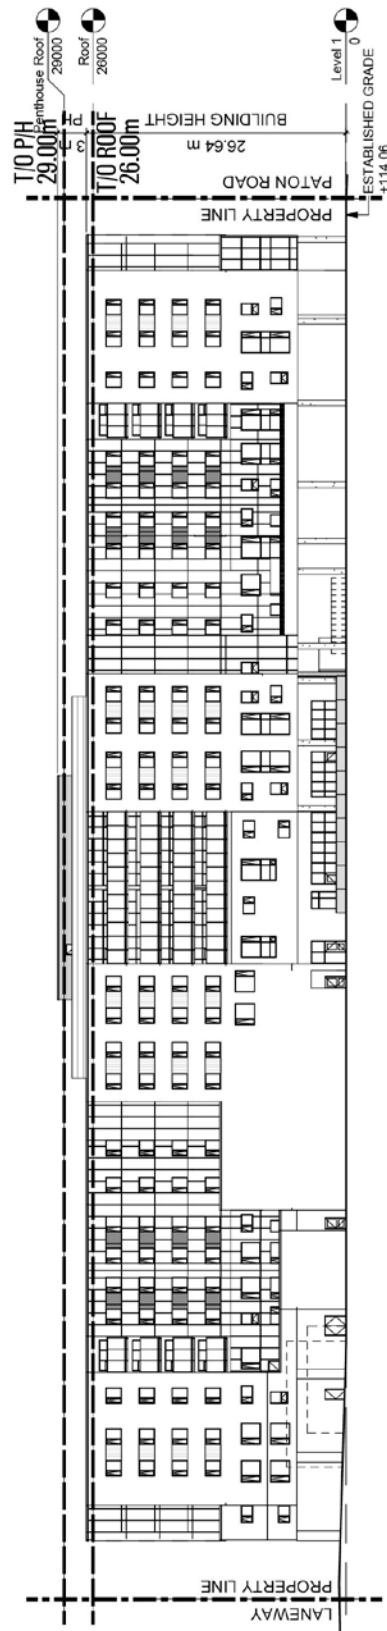 Penthouse Roof
29000
Roof
26000
Level 1
0
T/O P/H
29.00m
T/O ROOF
26.00m
3 m
PH
26.64 m
BUILDING HEIGHT
PATON ROAD
PROPERTY LINE
ESTABLISHED GRADE
+114.06
PROPERTY LINE
LANEWAY